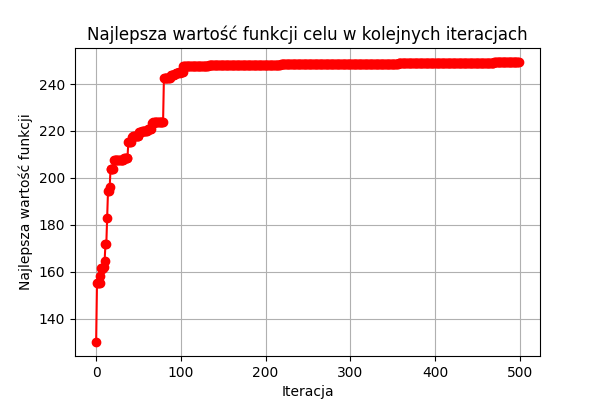 Najlepsza wartość funkcji celu w kolejnych iteracjach
Najlepsza wartość funkcji
240
220
200
180
160
140
0 100 200 300 400 500
Iteracja